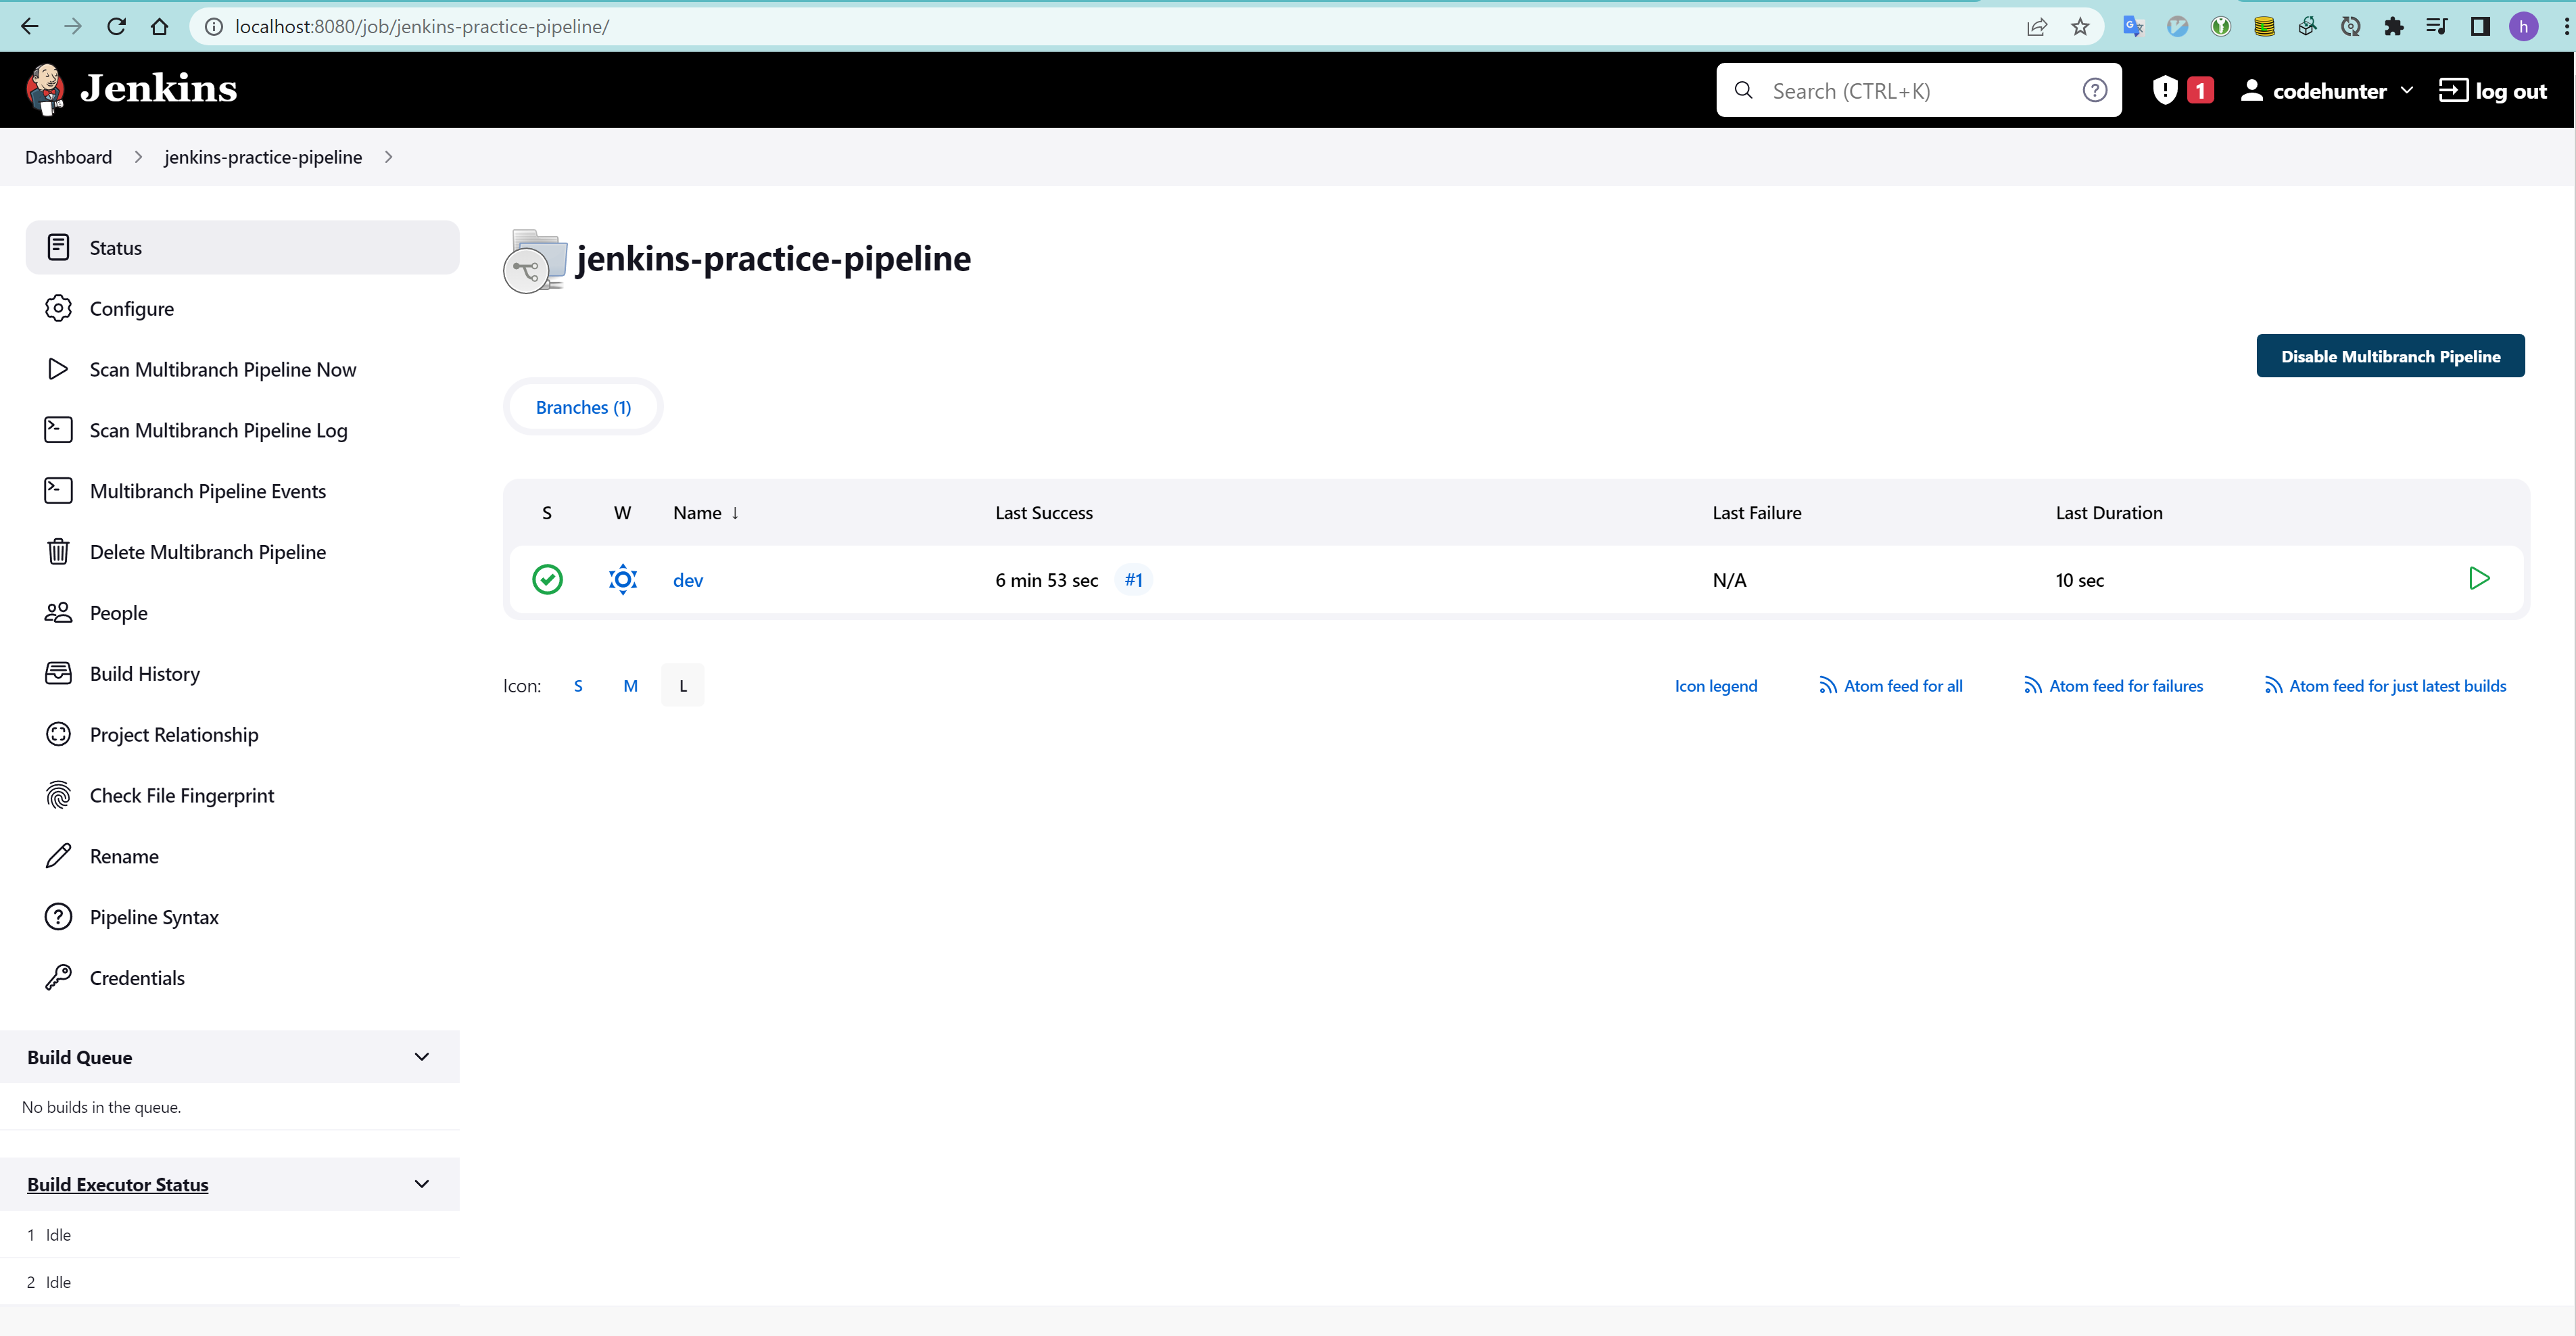 localhost:8080/job/jenkins-practice-pipeline/
h
Jenkins
Search (CTRL+K)
1
codehunter
log out
Dashboard
jenkins-practice-pipeline
Status
Configure
Scan Multibranch Pipeline Now
Scan Multibranch Pipeline Log
Multibranch Pipeline Events
Delete Multibranch Pipeline
People
Build History
Project Relationship
Check File Fingerprint
Rename
Pipeline Syntax
Credentials
Build Queue
No builds in the queue.
Build Executor Status
1 Idle
2 Idle
jenkins-practice-pipeline
Disable Multibranch Pipeline
Branches (1)
S W Name ↓ Last Success Last Failure Last Duration
dev 6 min 53 sec #1 N/A 10 sec
Icon: S M L Icon legend Atom feed for all Atom feed for failures Atom feed for just latest builds